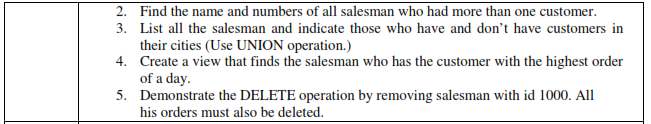 2. Find the name and numbers of all salesman who had more than one customer.
3. List all the salesman and indicate those who have and don't have customers in
their cities (Use UNION operation.)
4. Create a view that finds the salesman who has the customer with the highest order
of a day.
5. Demonstrate the DELETE operation by removing salesman with id 1000. All
his orders must also be deleted.